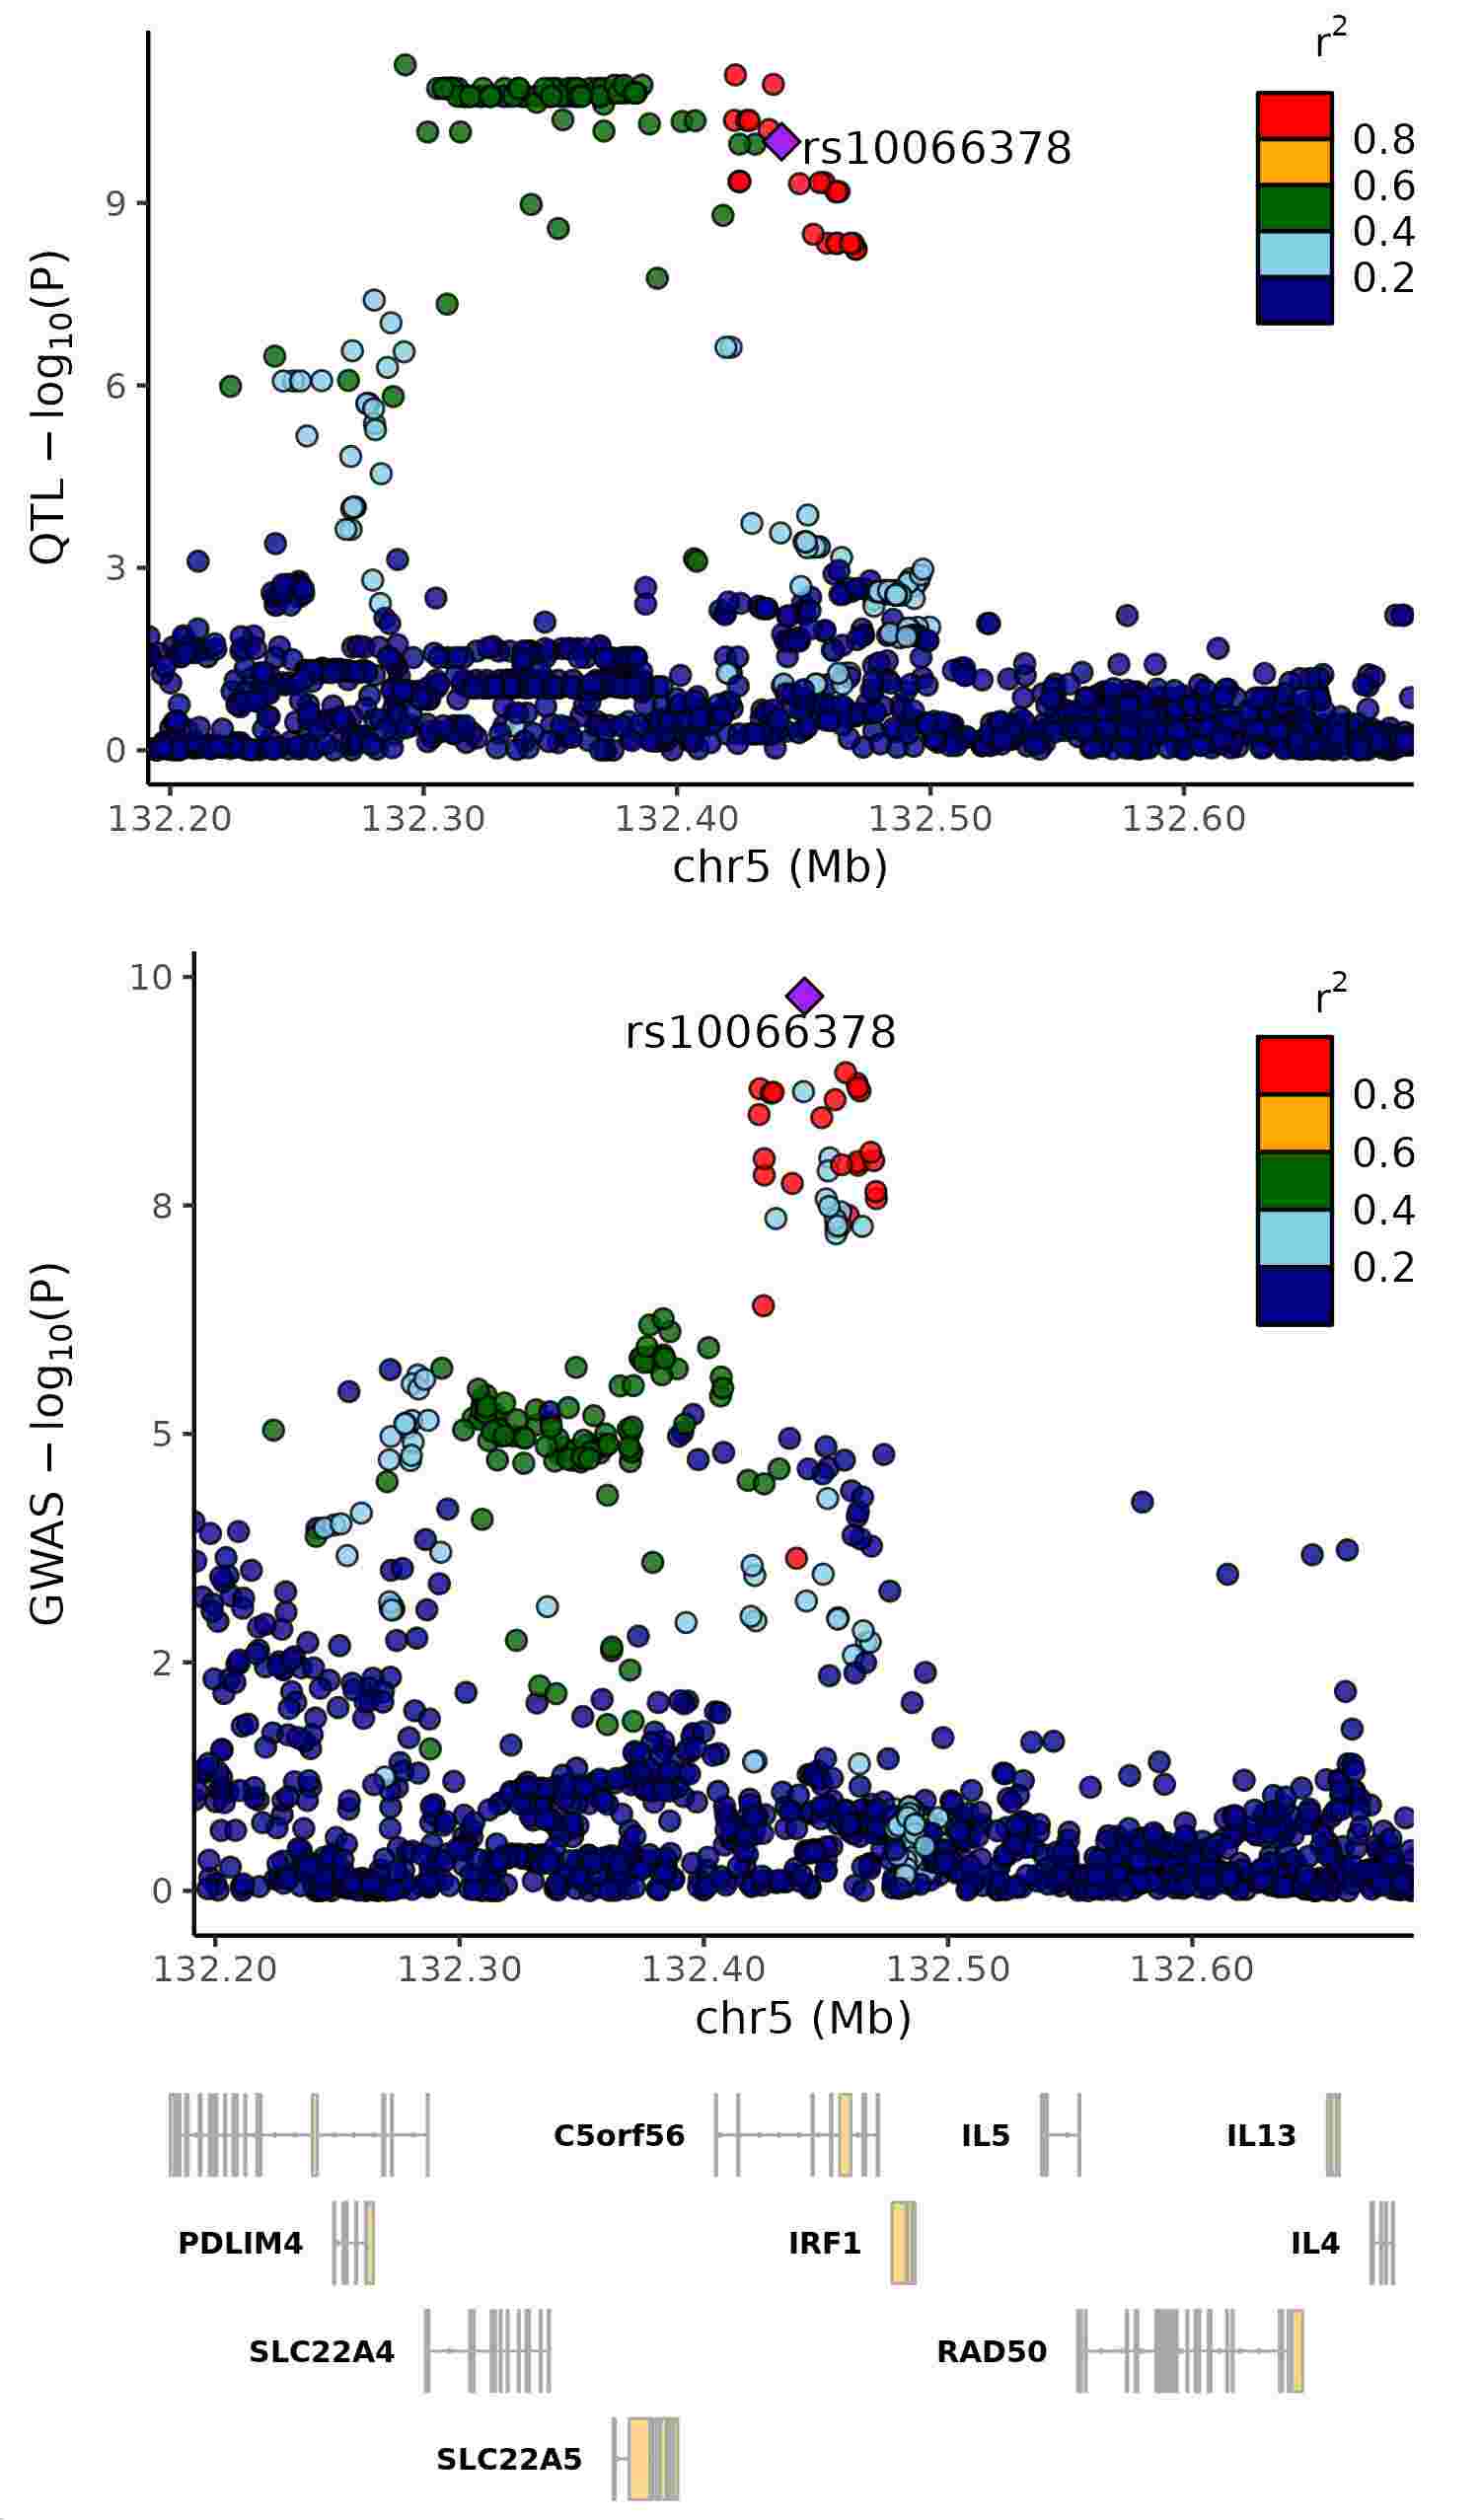 r2
0.8
0.6
0.4
0.2
rs10066378
9
6
3
0
QTL −log10(P)
132.20 132.30 132.40 132.50 132.60
chr5 (Mb)
10
8
5
2
0
GWAS −log10(P)
rs10066378
r2
0.8
0.6
0.4
0.2
132.20 132.30 132.40 132.50 132.60
chr5 (Mb)
C5orf56 IL5 IL13
PDLIM4 IRF1 IL4
SLC22A4 RAD50
SLC22A5